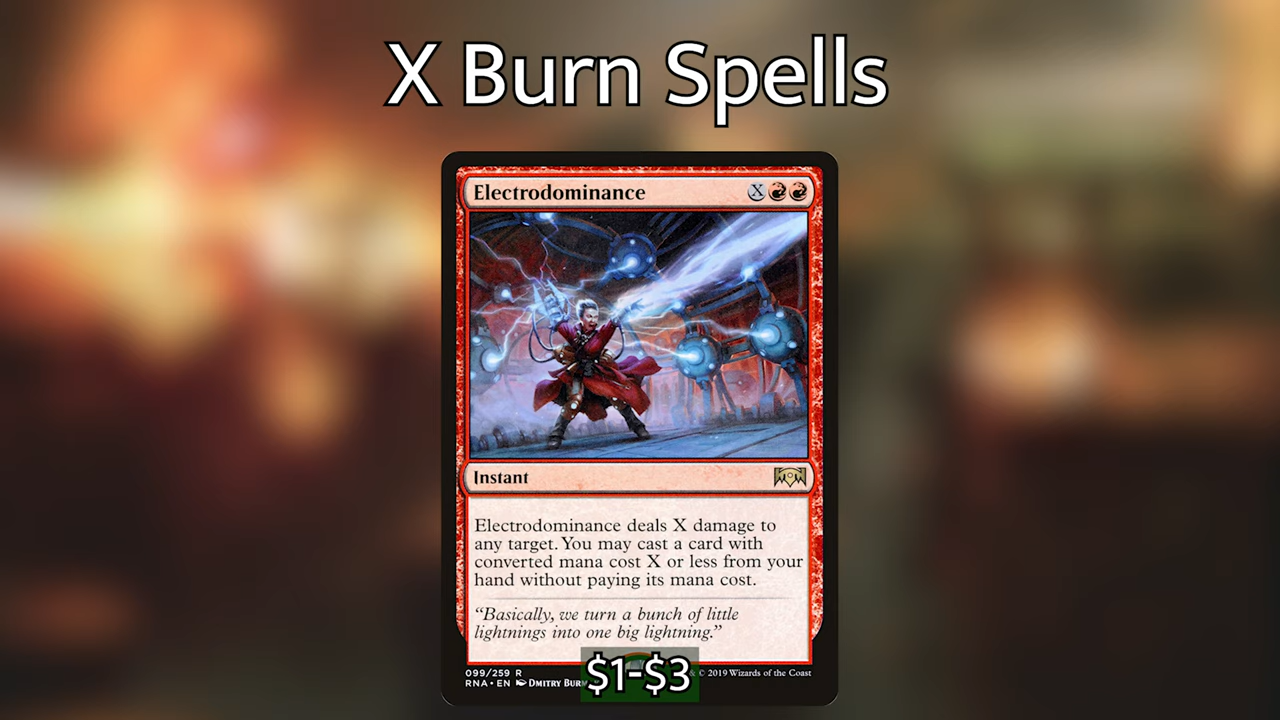 X Burn Spells
Electrodominance X
Instant
Electrodominance deals X damage to
any target. You may cast a card with
converted mana cost X or less from your
hand without paying its mana cost.
“Basically, we turn a bunch of little
lightnings into one big lightning.”
099/259 R
RNA • EN DMITRY
& © 2019 Wizards of the Coast
$1-$3